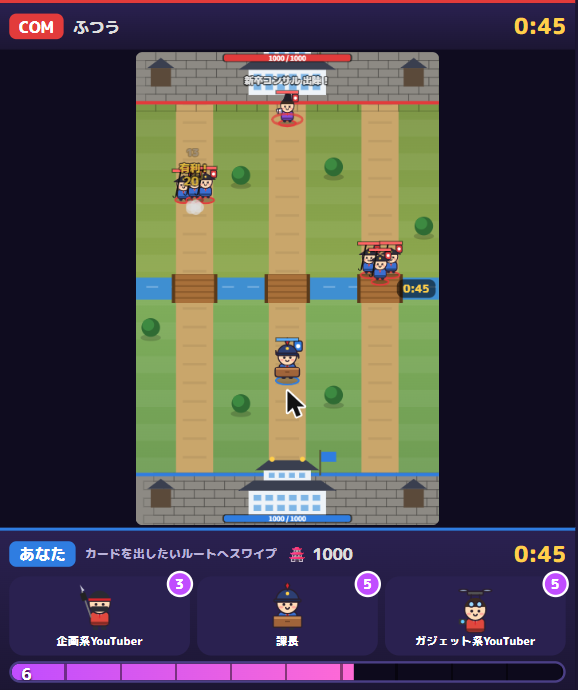 COM ふつう 0:45
1000 / 1000
新卒コンサル 出陣!
有利!
20
0:45
1000 / 1000
あなた カードを出したいルートへスワイプ 1000 0:45
3 5 5
企画系YouTuber 課長 ガジェット系YouTuber
6